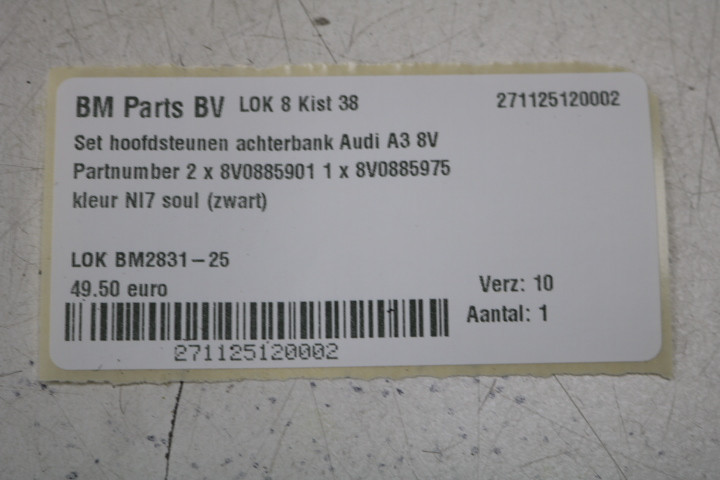 BM Parts BV LOK 8 Kist 38 271125120002
Set hoofdsteunen achterbank Audi A3 8V
Partnumber 2 x 8V0885901 1 x 8V0885975
kleur NI7 soul (zwart)
LOK BM2831-25
49.50 euro Verz: 10
Aantal: 1
271125120002